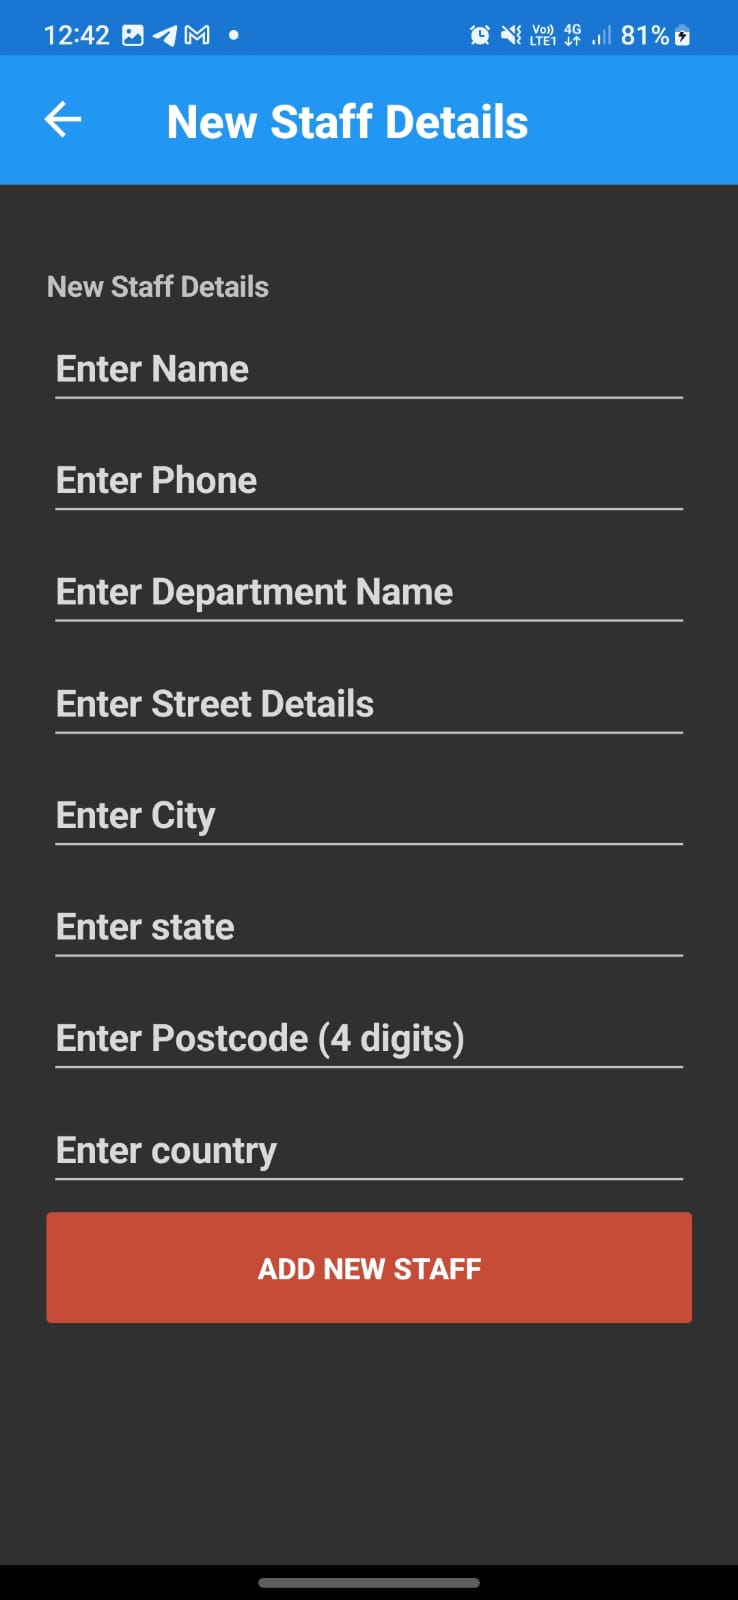 12:42 Vo)) 4G LTE1 81%
New Staff Details
New Staff Details
Enter Name
Enter Phone
Enter Department Name
Enter Street Details
Enter City
Enter state
Enter Postcode (4 digits)
Enter country
ADD NEW STAFF